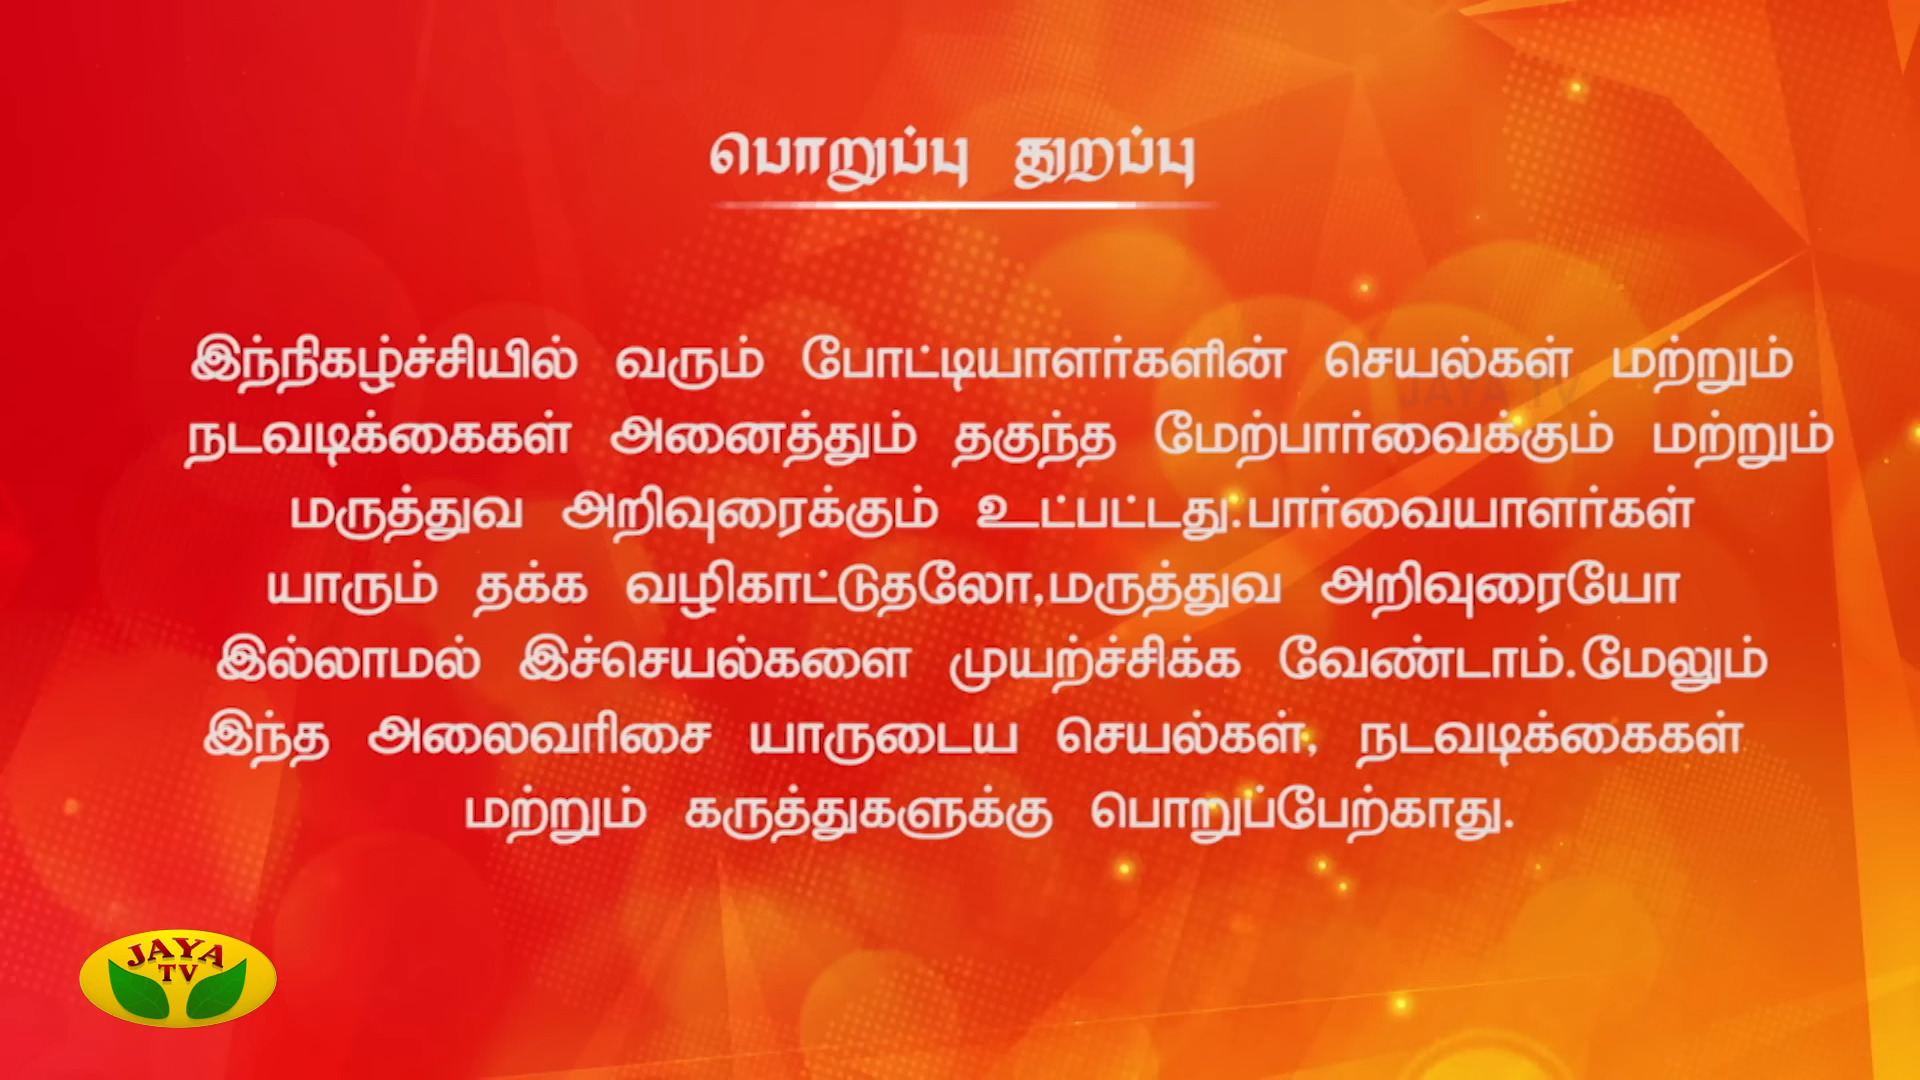 பொறுப்பு துறப்பு
இந்நிகழ்ச்சியில் வரும் போட்டியாளர்களின் செயல்கள் மற்றும்
நடவடிக்கைகள் அனைத்தும் தகுந்த மேற்பார்வைக்கும் மற்றும்
மருத்துவ அறிவுரைக்கும் உட்பட்டது.பார்வையாளர்கள்
யாரும் தக்க வழிகாட்டுதலோ,மருத்துவ அறிவுரையோ
இல்லாமல் இச்செயல்களை முயற்ச்சிக்க வேண்டாம்.மேலும்
இந்த அலைவரிசை யாருடைய செயல்கள், நடவடிக்கைகள்
மற்றும் கருத்துகளுக்கு பொறுப்பேற்காது.
JAYA TV
JAYA
TV